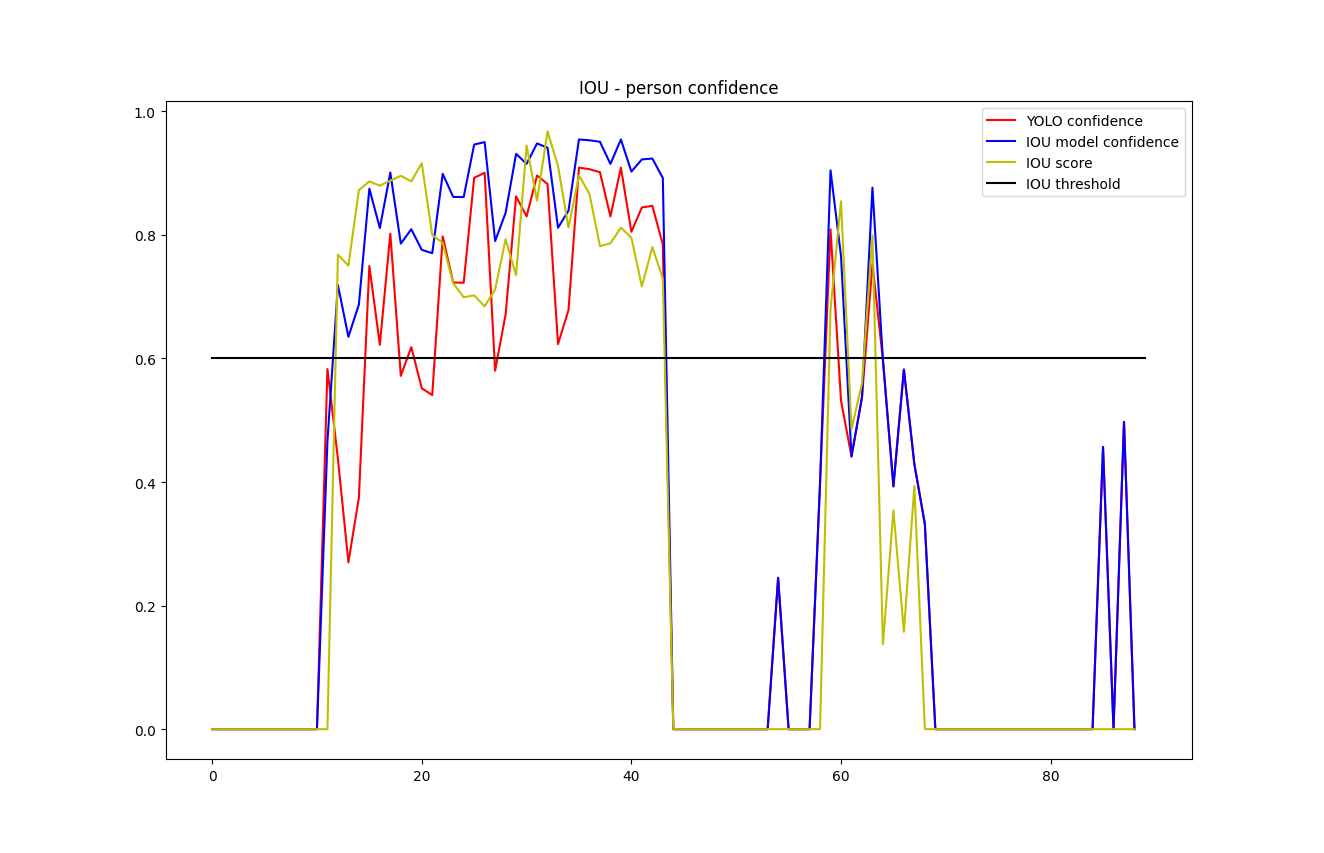 IOU - person confidence
YOLO confidence
IOU model confidence
IOU score
IOU threshold
1.0
0.8
0.6
0.4
0.2
0.0
0 20 40 60 80